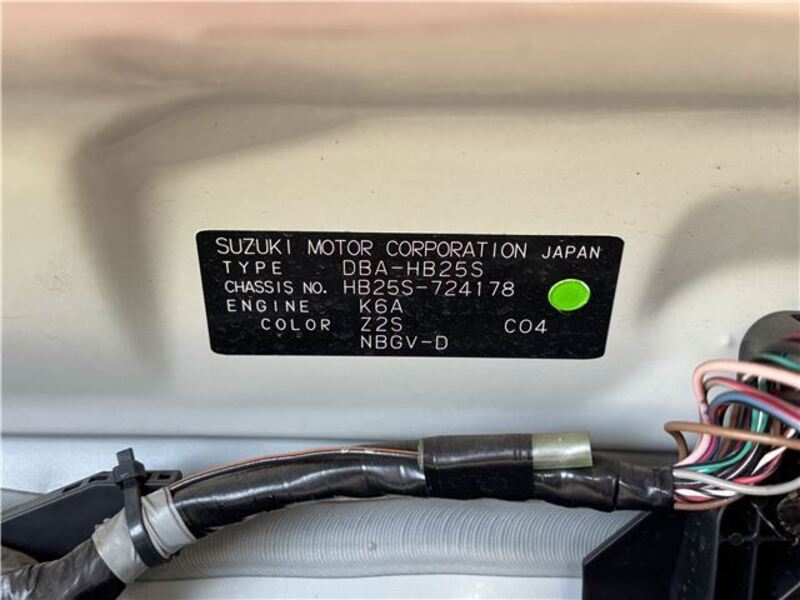 SUZUKI MOTOR CORPORATION JAPAN
TYPE DBA-HB25S
CHASSIS NO. HB25S-724178
ENGINE K6A
COLOR Z2S C04
NBGV-D